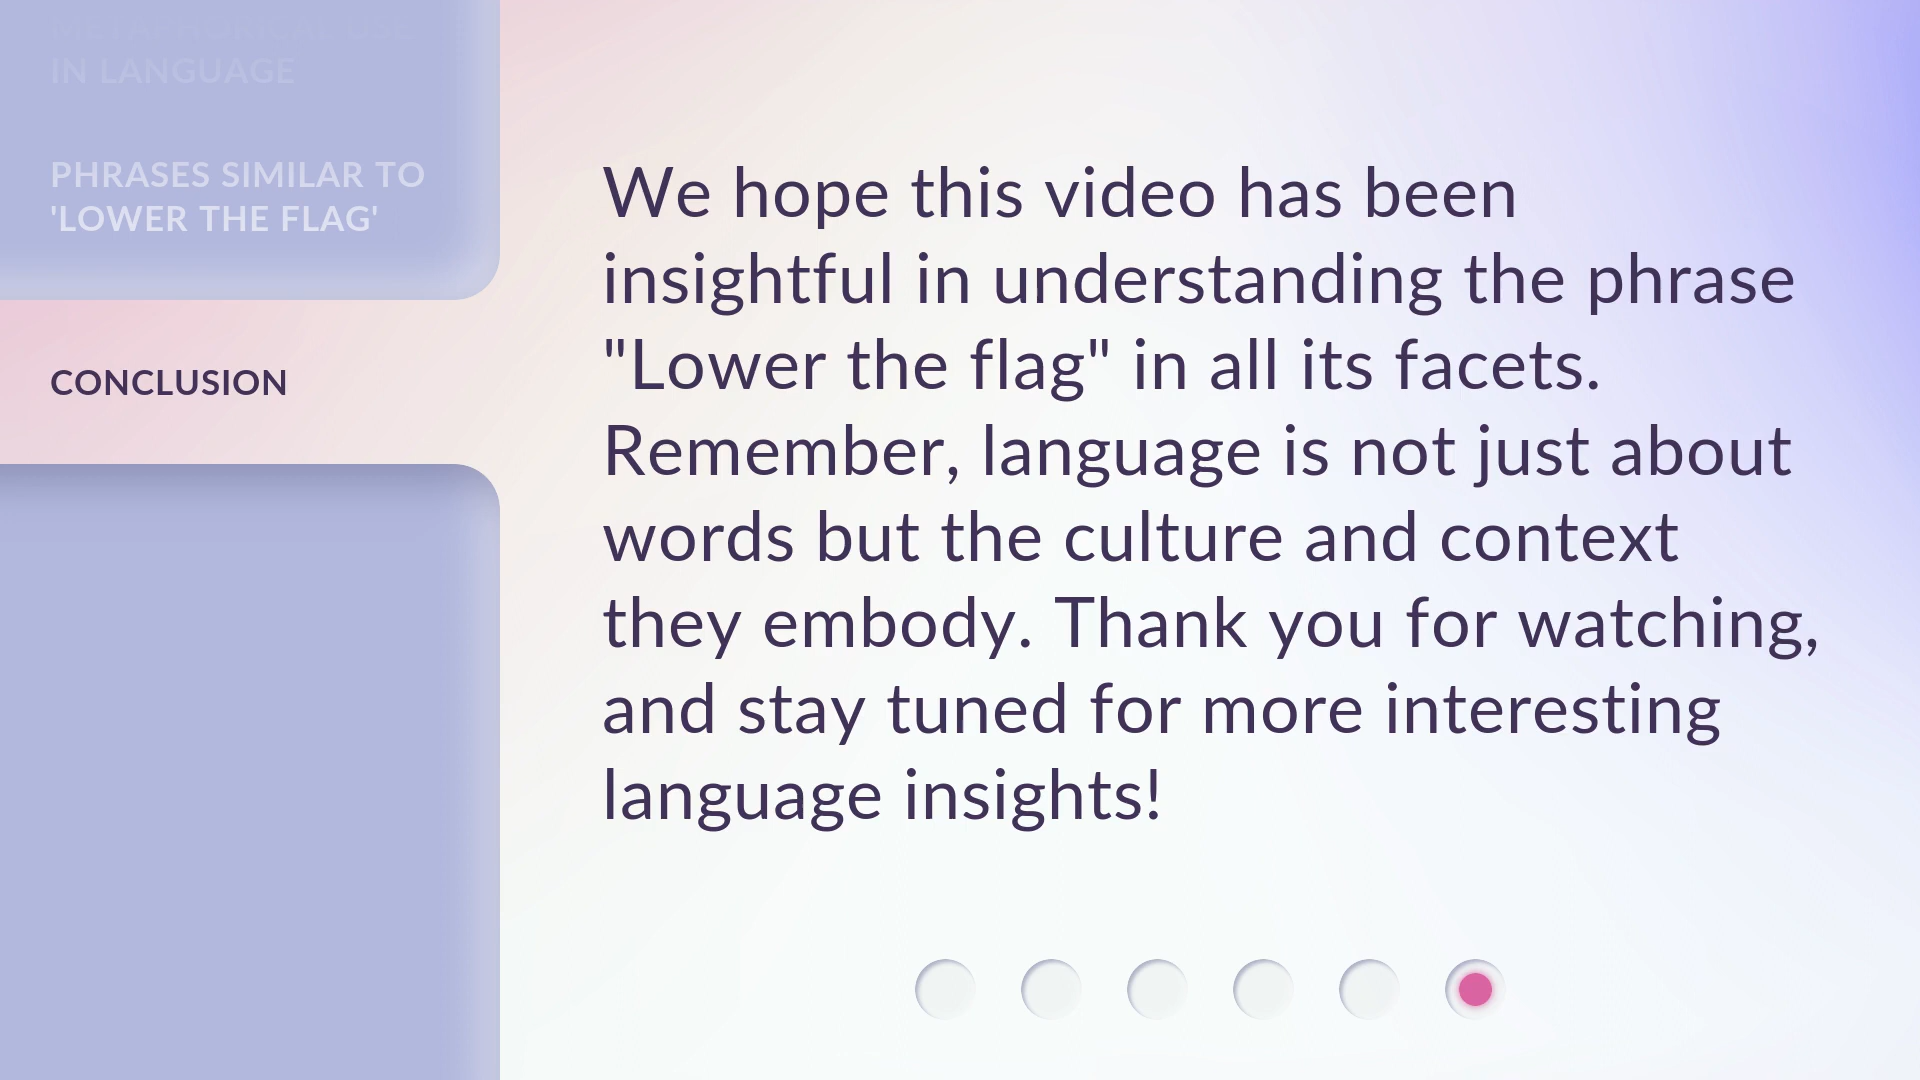 METAPHORICAL USE
IN LANGUAGE
PHRASES SIMILAR TO
'LOWER THE FLAG'
CONCLUSION
We hope this video has been
insightful in understanding the phrase
"Lower the flag" in all its facets.
Remember, language is not just about
words but the culture and context
they embody. Thank you for watching,
and stay tuned for more interesting
language insights!